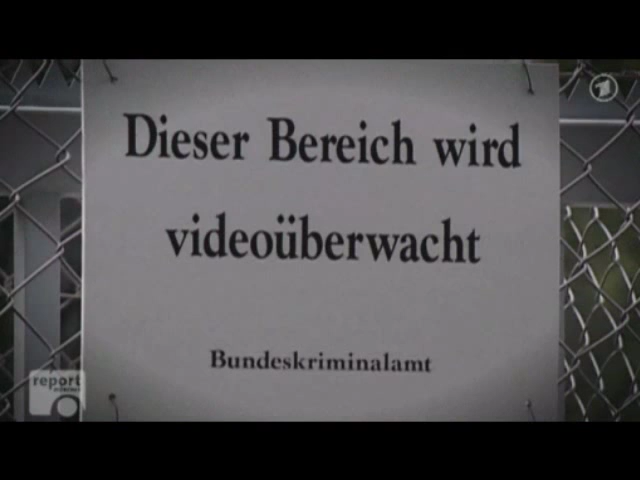 Dieser Bereich wird
videoüberwacht
Bundeskriminalamt
report